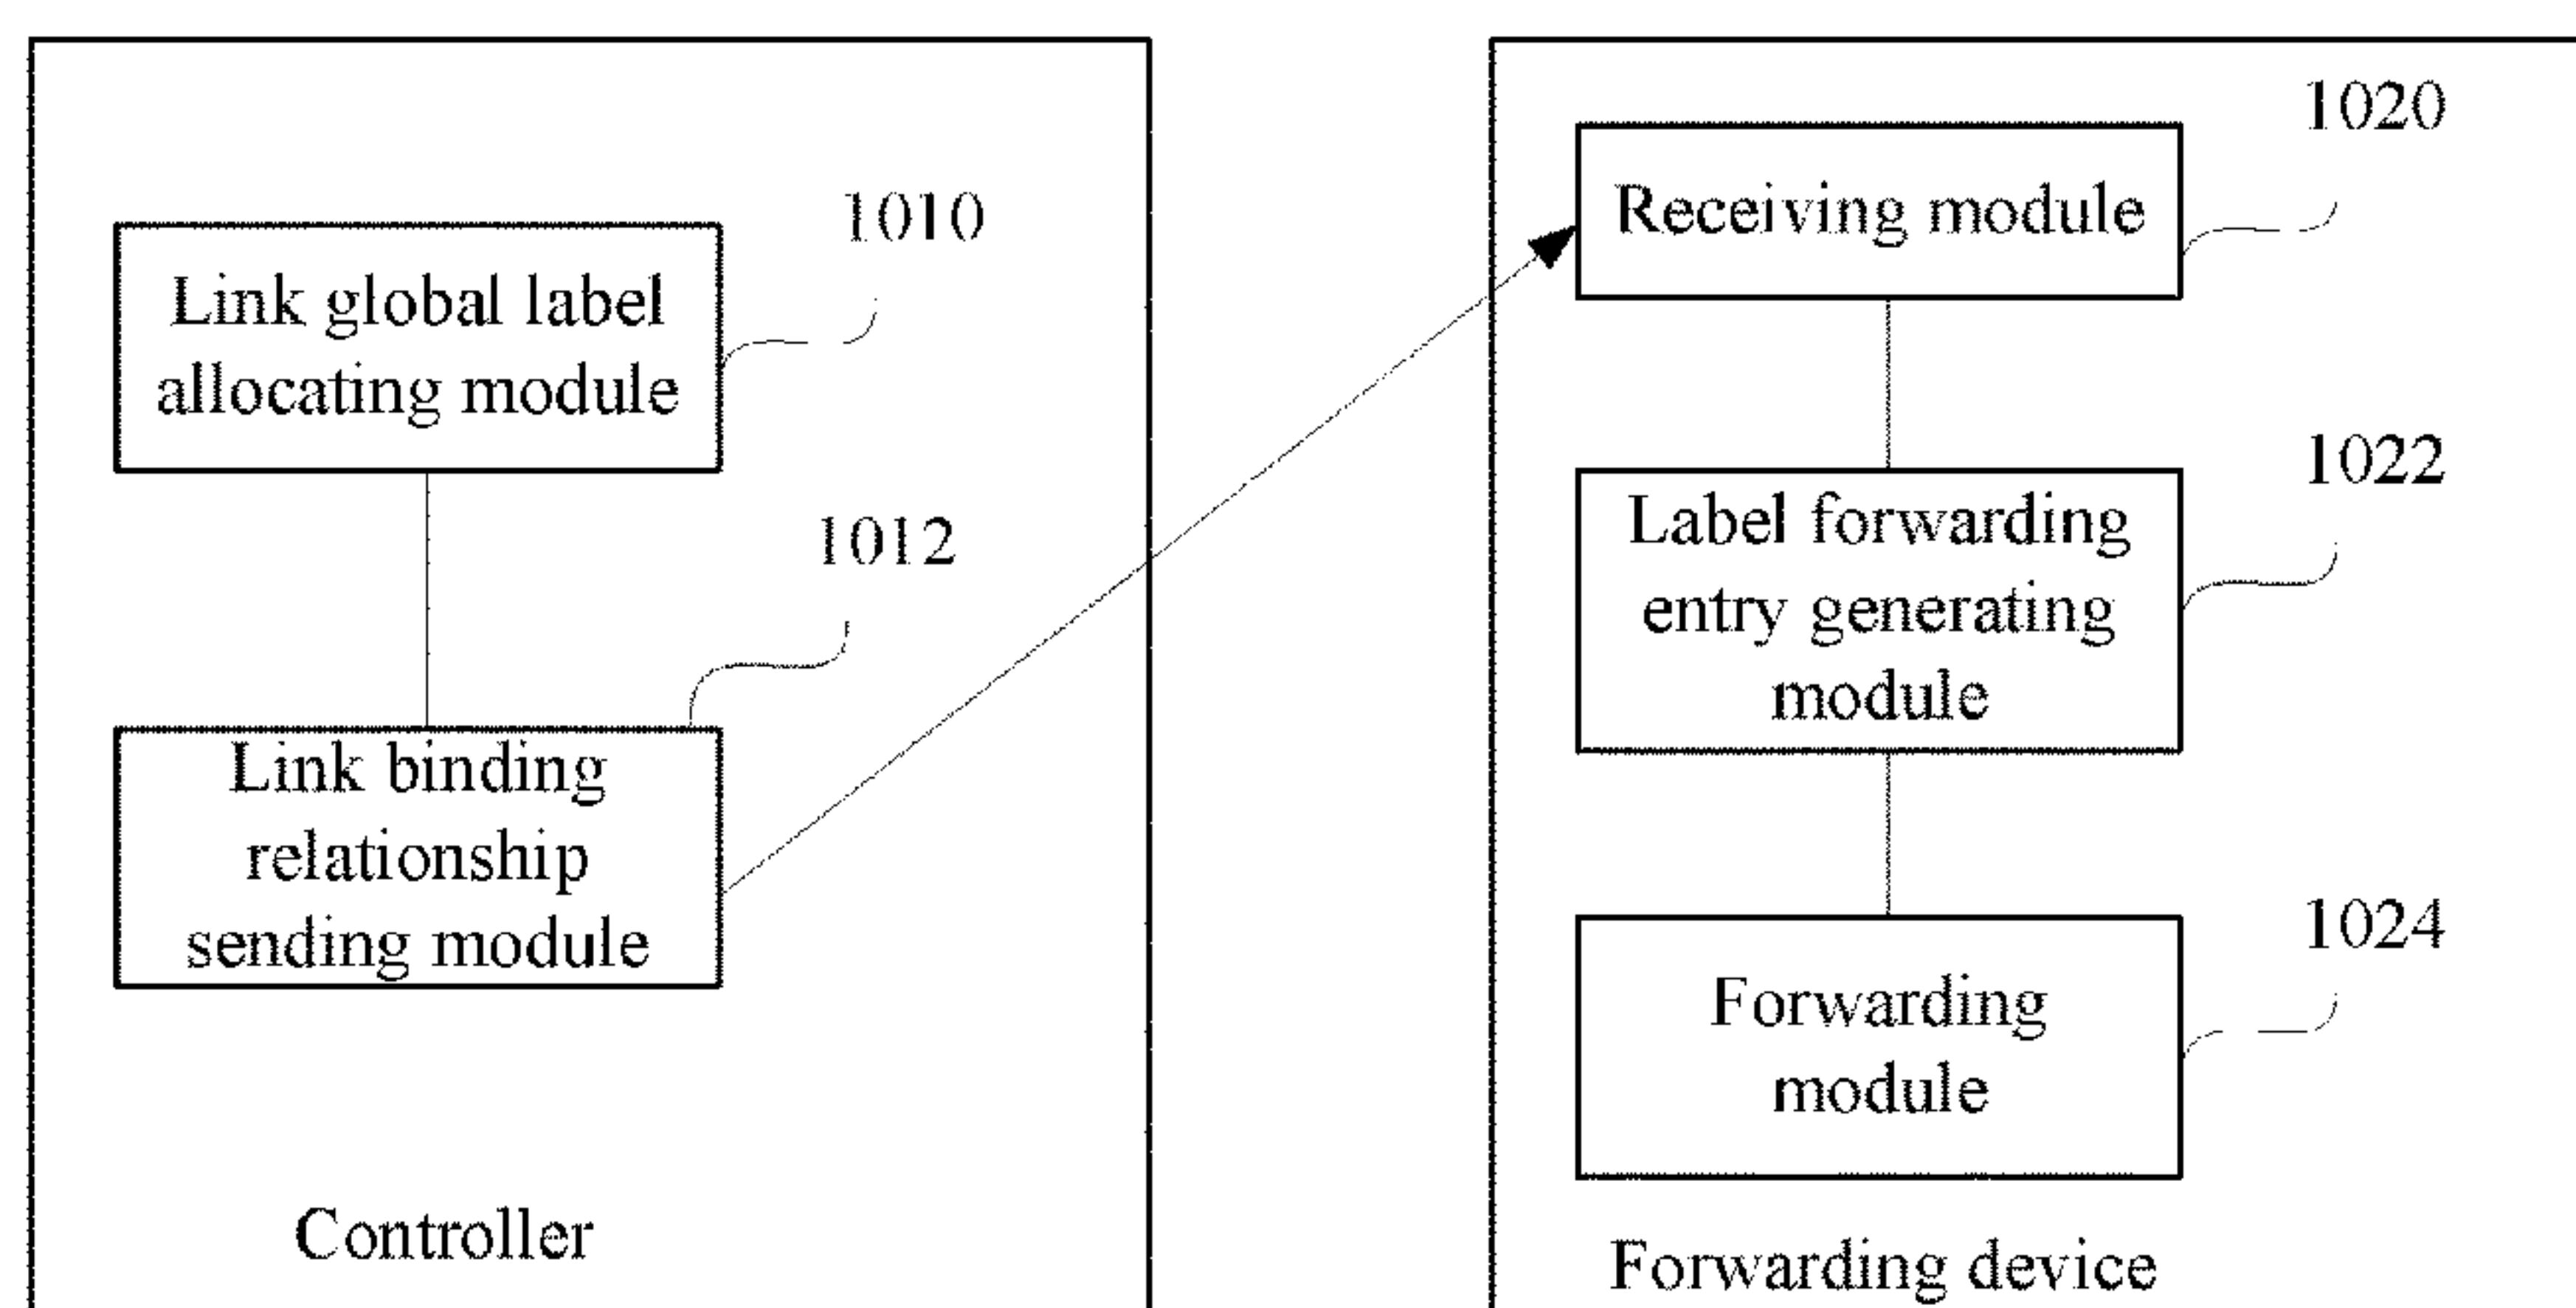 1010
Link global label
allocating module
1012
Link binding
relationship
sending module
Controller
1020
Receiving module
1022
Label forwarding
entry generating
module
1024
Forwarding
module
Forwarding device